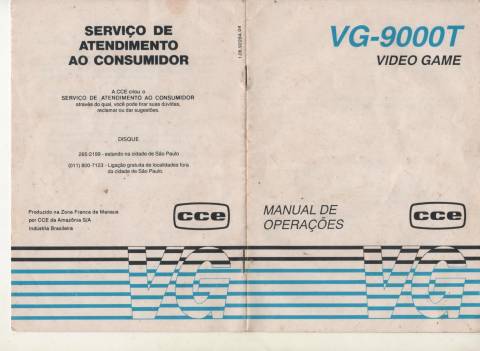 SERVIÇO DE
ATENDIMENTO
AO CONSUMIDOR
A CCE criou o
SERVIÇO DE ATENDIMENTO AO CONSUMIDOR
através do qual, você pode tirar suas dúvidas,
reclamar ou dar sugestões.
DISQUE
265-2199 - estando na cidade de São Paulo
(011) 800-7123 - Ligação gratuita de localidades fora
da cidade de São Paulo.
Produzido na Zona Franca de Manaus
por CCE da Amazônia S/A
Indústria Brasileira
cce
VG
VG-9000T
VIDEO GAME
MANUAL DE
OPERAÇÕES
cce
VG